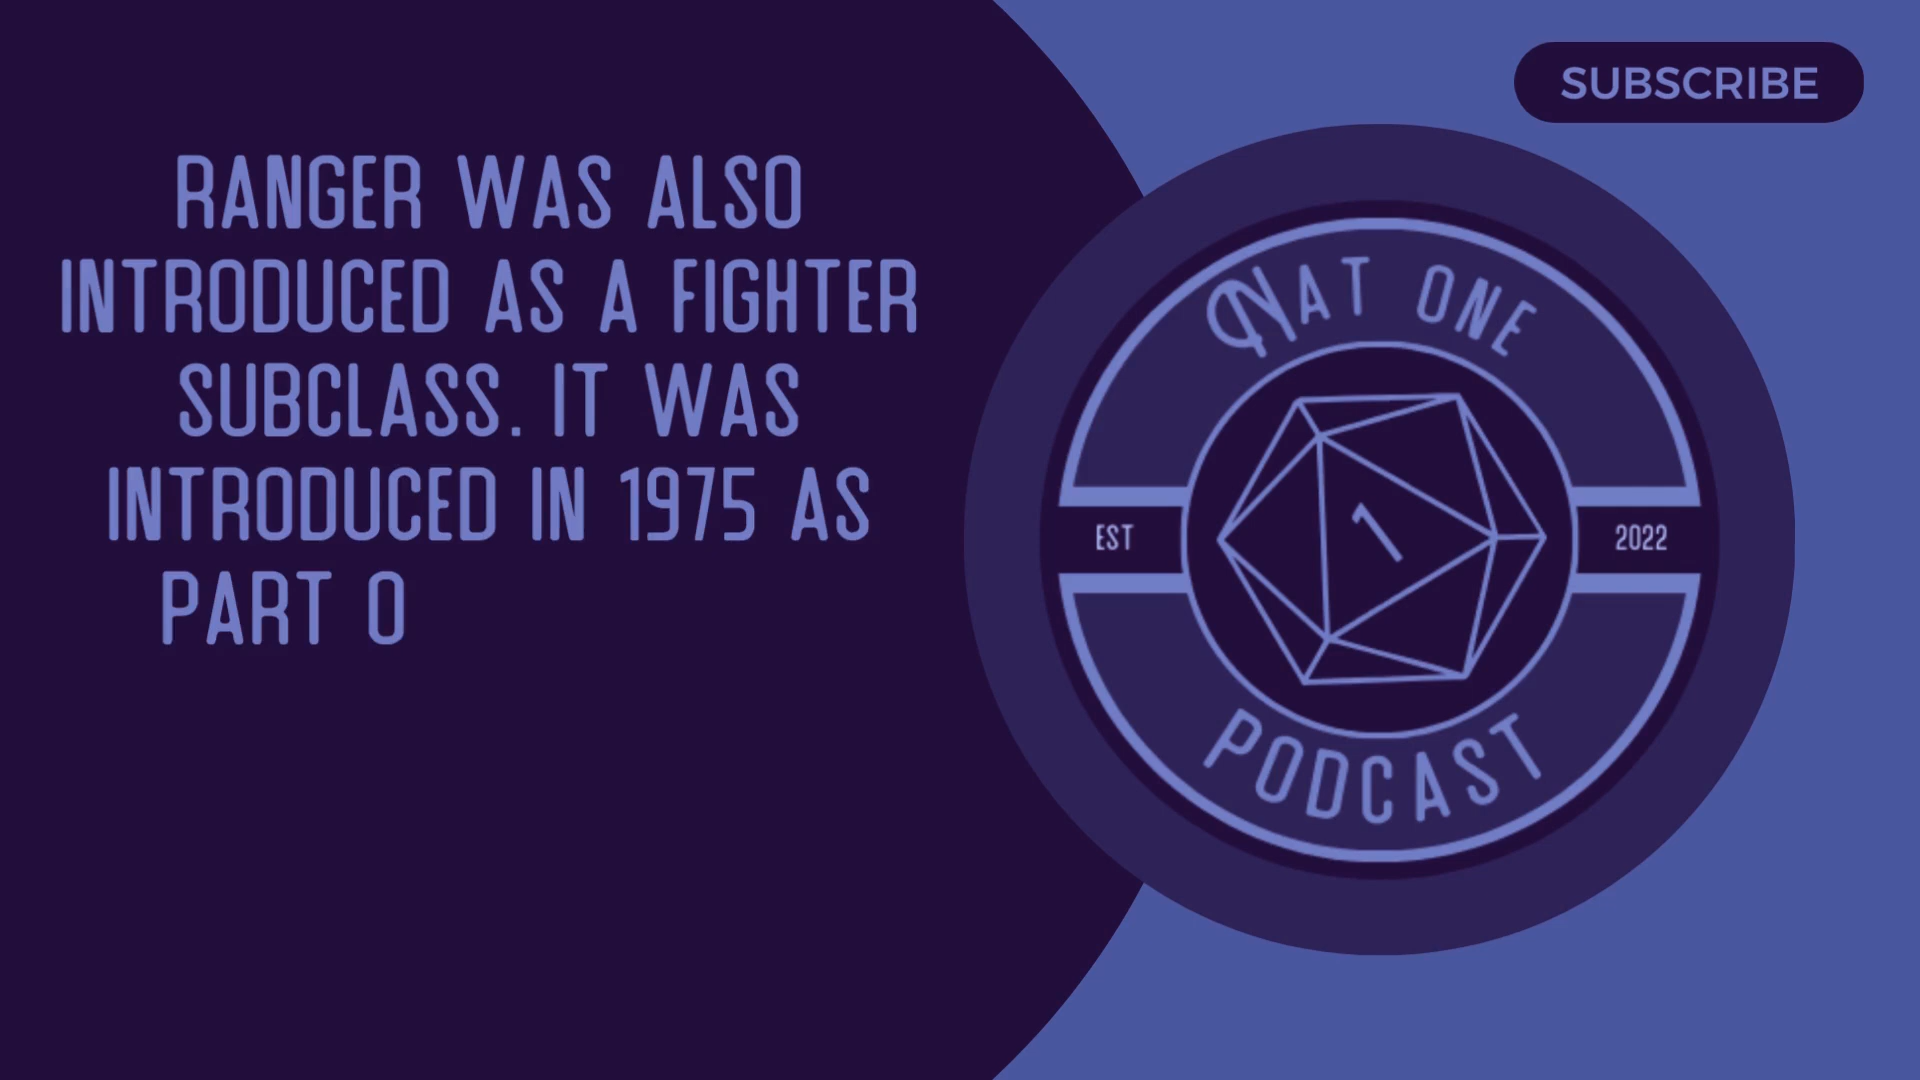 RANGER WAS ALSO
INTRODUCED AS A FIGHTER
SUBCLASS. IT WAS
INTRODUCED IN 1975 AS
PART O
SUBSCRIBE
NAT ONE
EST
1
2022
PODCAST